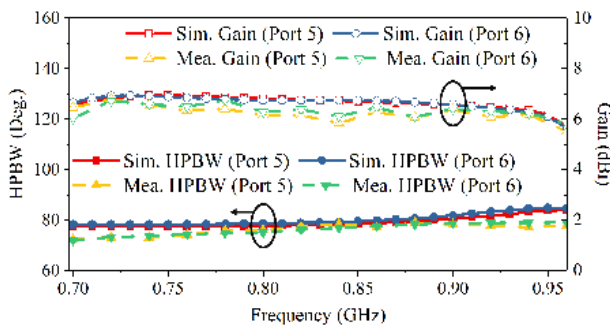 160
140
120
100
80
60
HPBW (Deg.)
Sim. Gain (Port 5)
Sim. Gain (Port 6)
Mea. Gain (Port 5)
Mea. Gain (Port 6)
Sim. HPBW (Port 5)
Sim. HPBW (Port 6)
Mea. HPBW (Port 5)
Mea. HPBW (Port 6)
10
8
6
4
2
0
Gain (dBi)
0.70 0.75 0.80 0.85 0.90 0.95
Frequency (GHz)